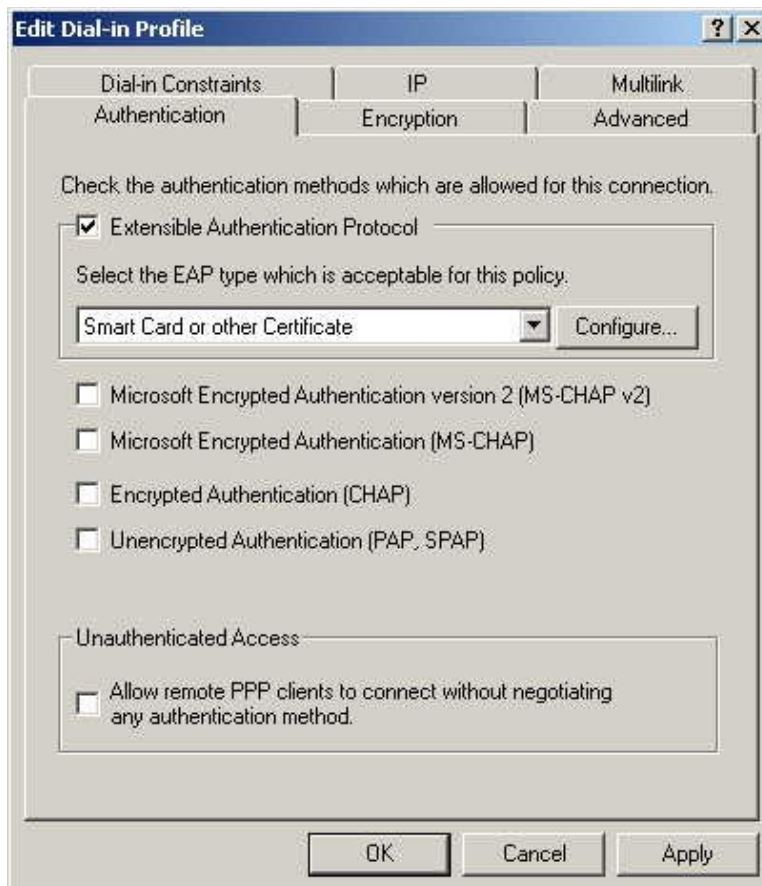 Edit Dial-in Profile
Dial-in Constraints
IP
Multilink
Authentication
Encryption
Advanced
Check the authentication methods which are allowed for this connection.
Extensible Authentication Protocol
Select the EAP type which is acceptable for this policy.
Smart Card or other Certificate
Configure...
Microsoft Encrypted Authentication version 2 (MS-CHAP v2)
Microsoft Encrypted Authentication (MS-CHAP)
Encrypted Authentication (CHAP)
Unencrypted Authentication (PAP, SPAP)
Unauthenticated Access
Allow remote PPP clients to connect without negotiating
any authentication method.
OK
Cancel
Apply